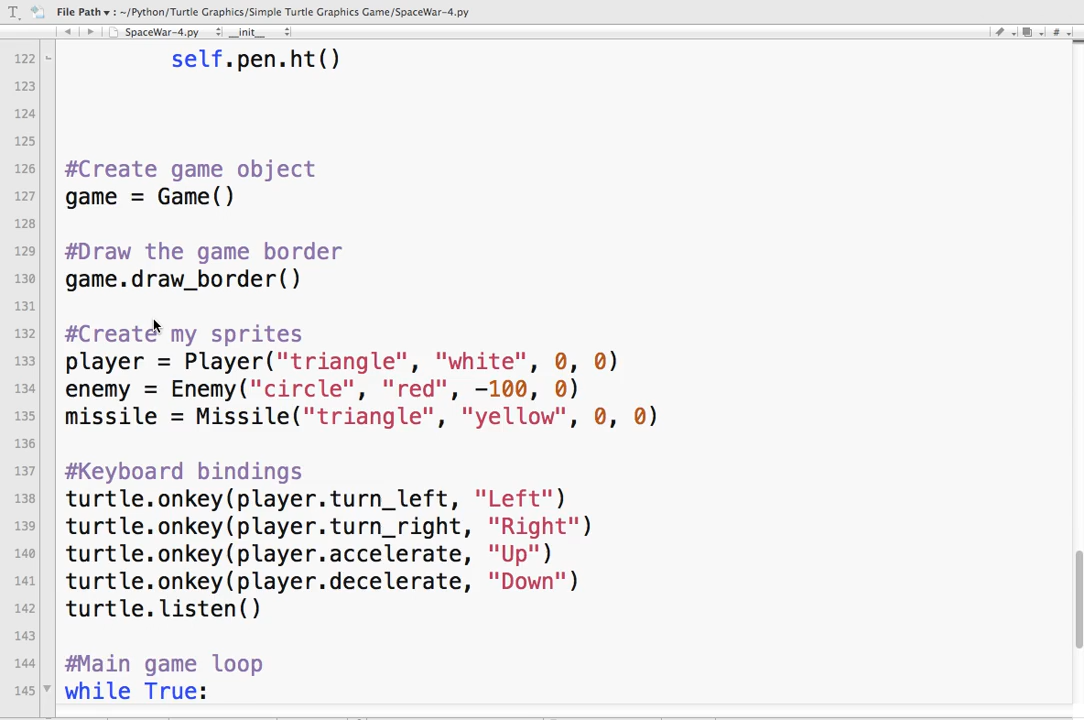 File Path ▾ : ~/Python/Turtle Graphics/Simple Turtle Graphics Game/SpaceWar-4.py
SpaceWar-4.py __init__ #
122 self.pen.ht()
123
124
125
126 #Create game object
127 game = Game()
128
129 #Draw the game border
130 game.draw_border()
131
132 #Create my sprites
133 player = Player("triangle", "white", 0, 0)
134 enemy = Enemy("circle", "red", -100, 0)
135 missile = Missile("triangle", "yellow", 0, 0)
136
137 #Keyboard bindings
138 turtle.onkey(player.turn_left, "Left")
139 turtle.onkey(player.turn_right, "Right")
140 turtle.onkey(player.accelerate, "Up")
141 turtle.onkey(player.decelerate, "Down")
142 turtle.listen()
143
144 #Main game loop
145 while True: